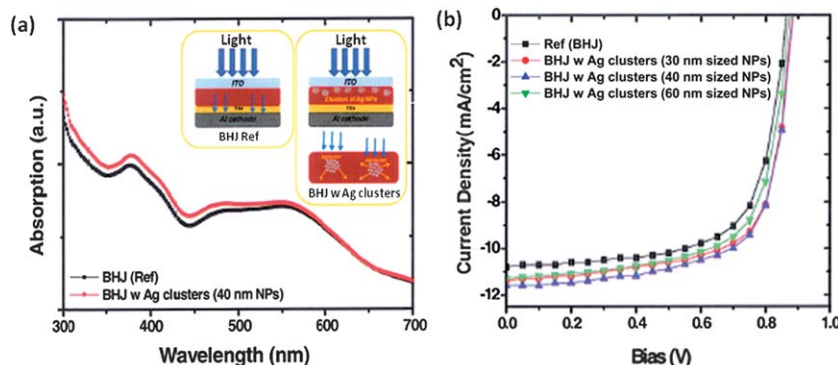 (a)
Light
ITO
TiOx
Al cathode
BHJ Ref
Light
ITO
Clusters of Ag NPs
TiOx
Al cathode
BHJ w Ag clusters
BHJ (Ref)
BHJ w Ag clusters (40 nm NPs)
Absorption (a.u.)
300
400
500
600
700
Wavelength (nm)
(b)
Ref (BHJ)
BHJ w Ag clusters (30 nm sized NPs)
BHJ w Ag clusters (40 nm sized NPs)
BHJ w Ag clusters (60 nm sized NPs)
Current Density(mA/cm²)
0
-2
-4
-6
-8
-10
-12
0.0
0.2
0.4
0.6
0.8
1.0
Bias (V)